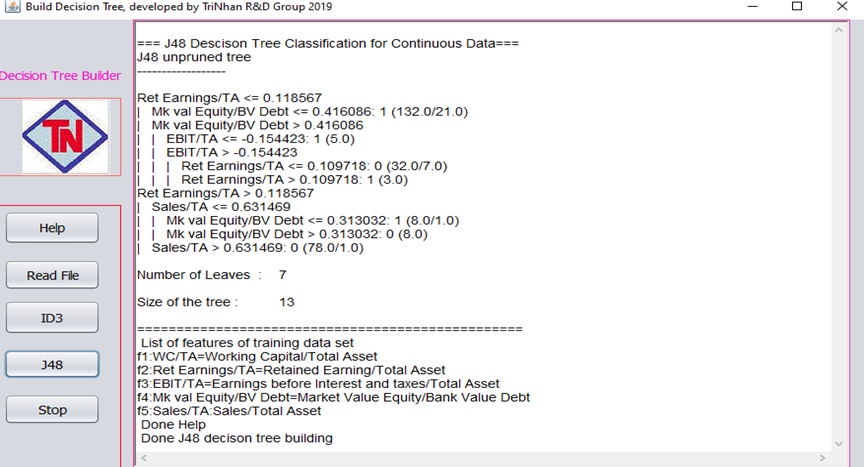 Build Decision Tree, developed by TriNhan R&D Group 2019
Decision Tree Builder
TN
Help
Read File
ID3
J48
Stop
=== J48 Descison Tree Classification for Continuous Data===
J48 unpruned tree
------------------
Ret Earnings/TA <= 0.118567
|   Mk val Equity/BV Debt <= 0.416086: 1 (132.0/21.0)
|   Mk val Equity/BV Debt > 0.416086
|   |   EBIT/TA <= -0.154423: 1 (5.0)
|   |   EBIT/TA > -0.154423
|   |   |   Ret Earnings/TA <= 0.109718: 0 (32.0/7.0)
|   |   |   Ret Earnings/TA > 0.109718: 1 (3.0)
Ret Earnings/TA > 0.118567
|   Sales/TA <= 0.631469
|   |   Mk val Equity/BV Debt <= 0.313032: 1 (8.0/1.0)
|   |   Mk val Equity/BV Debt > 0.313032: 0 (8.0)
|   Sales/TA > 0.631469: 0 (78.0/1.0)
Number of Leaves  :    7
Size of the tree :    13
================================================
List of features of training data set
f1:WC/TA=Working Capital/Total Asset
f2:Ret Earnings/TA=Retained Earning/Total Asset
f3:EBIT/TA=Earnings before Interest and taxes/Total Asset
f4:Mk val Equity/BV Debt=Market Value Equity/Bank Value Debt
f5:Sales/TA:Sales/Total Asset
Done Help
Done J48 decison tree building